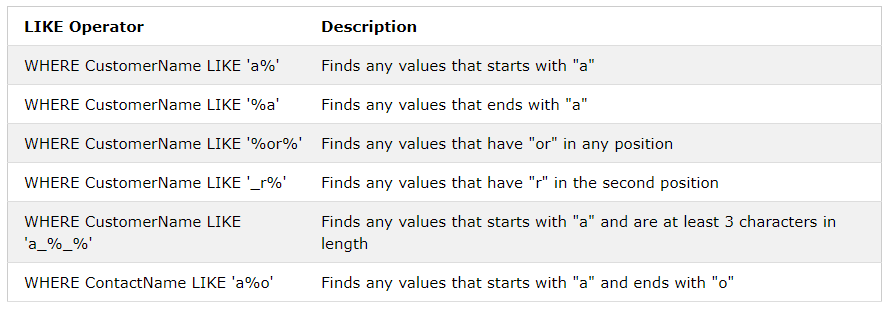 LIKE Operator Description
WHERE CustomerName LIKE 'a%' Finds any values that starts with "a"
WHERE CustomerName LIKE '%a' Finds any values that ends with "a"
WHERE CustomerName LIKE '%or%' Finds any values that have "or" in any position
WHERE CustomerName LIKE '_r%' Finds any values that have "r" in the second position
WHERE CustomerName LIKE
'a_%_%'
Finds any values that starts with "a" and are at least 3 characters in
length
WHERE ContactName LIKE 'a%o' Finds any values that starts with "a" and ends with "o"